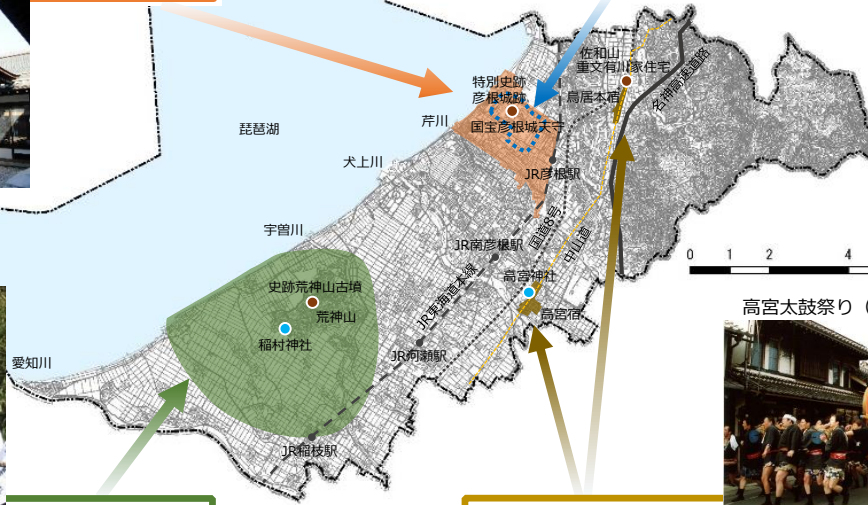 佐和山
重文有川家住宅
名神高速道路
特別史跡
彦根城跡
鳥居本宿
国宝彦根城天守
芹川
琵琶湖
犬上川
JR彦根駅
宇曽川
国道8号
JR南彦根駅
中山道
0 1 2 4
高宮神社
史跡荒神山古墳
JR東海道本線
荒神山
高宮宿
高宮太鼓祭り（
稲村神社
JR河瀬駅
愛知川
JR稲枝駅